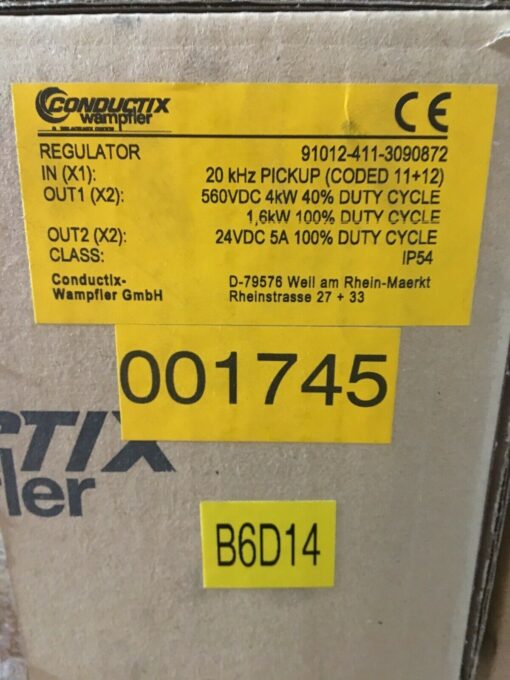 CONDUCTIX
wampfler
CE
REGULATOR 91012-411-3090872
IN (X1): 20 kHz PICKUP (CODED 11+12)
OUT1 (X2): 560VDC 4kW 40% DUTY CYCLE
1,6kW 100% DUTY CYCLE
OUT2 (X2): 24VDC 5A 100% DUTY CYCLE
CLASS: IP54
Conductix- D-79576 Weil am Rhein-Maerkt
Wampfler GmbH Rheinstrasse 27 + 33
001745
CTIX
fler
B6D14